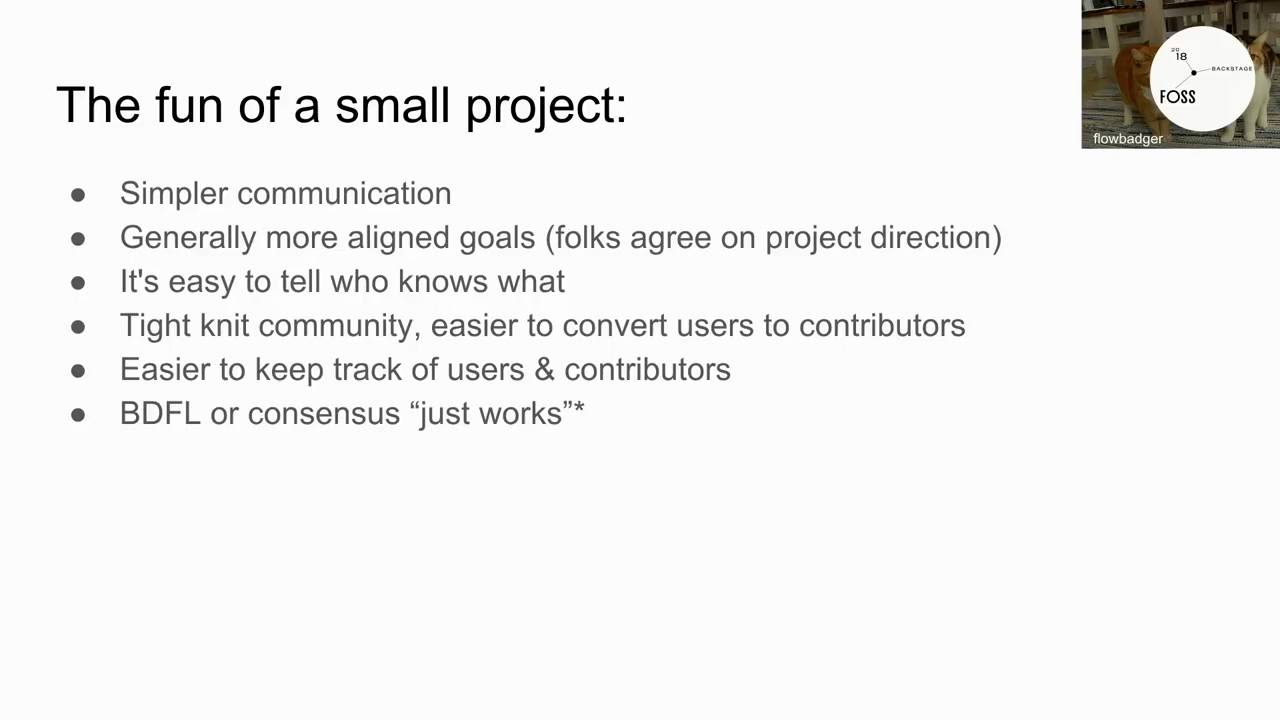 The fun of a small project:
● Simpler communication
● Generally more aligned goals (folks agree on project direction)
● It's easy to tell who knows what
● Tight knit community, easier to convert users to contributors
● Easier to keep track of users & contributors
● BDFL or consensus “just works”*
20
18
BACKSTAGE
FOSS
flowbadger